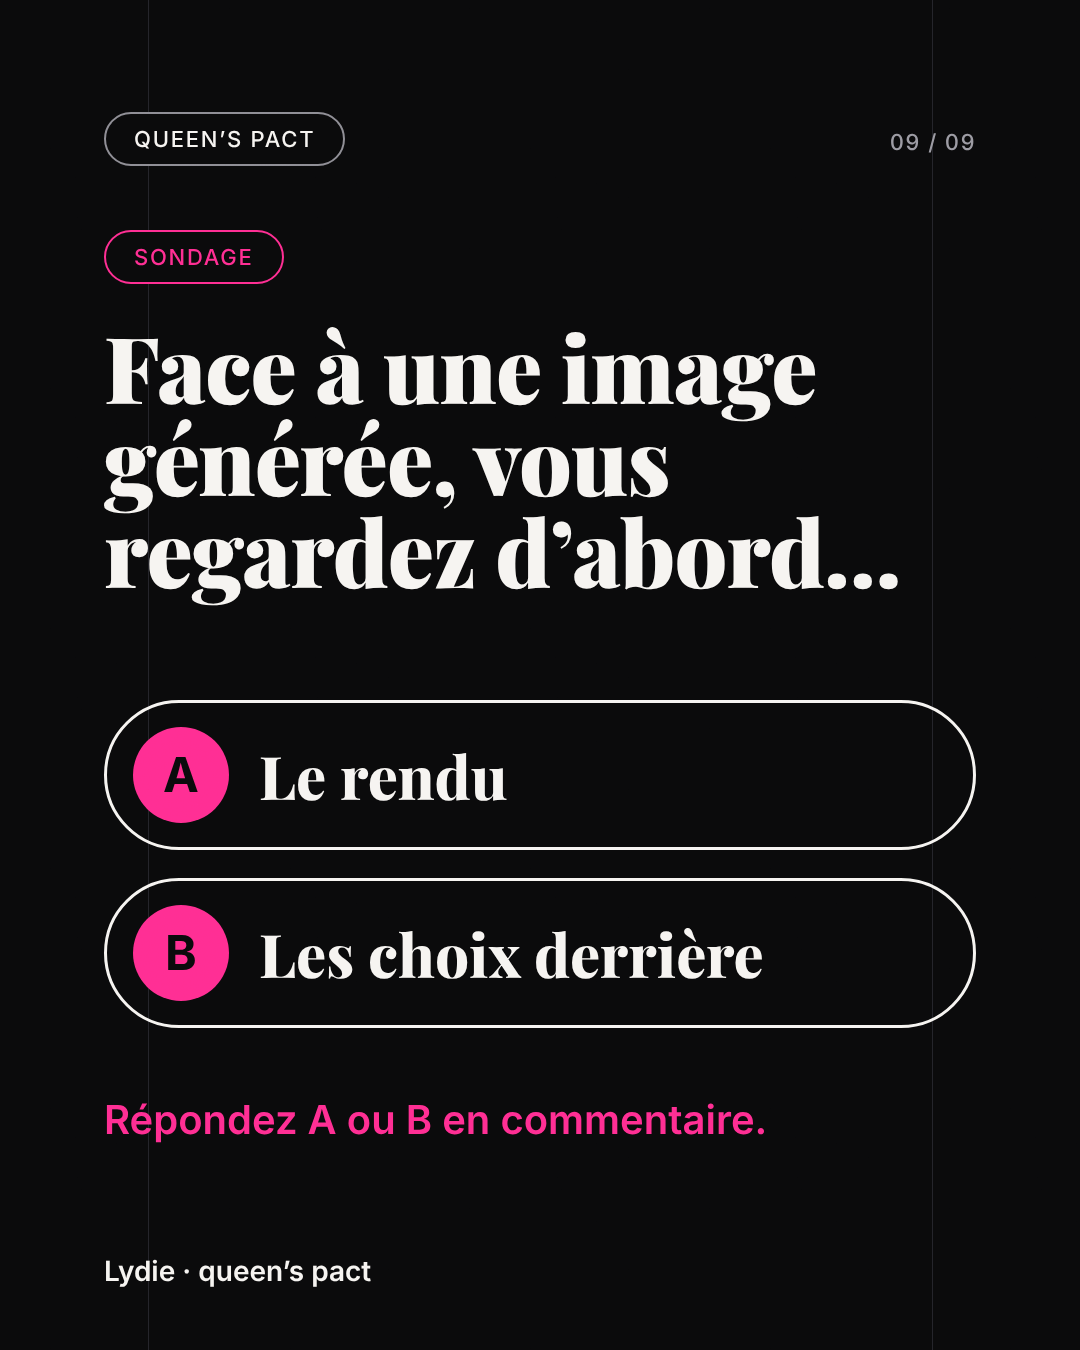 QUEEN’S PACT
09 / 09
SONDAGE
Face à une image
générée, vous
regardez d’abord...
A Le rendu
B Les choix derrière
Répondez A ou B en commentaire.
Lydie · queen’s pact